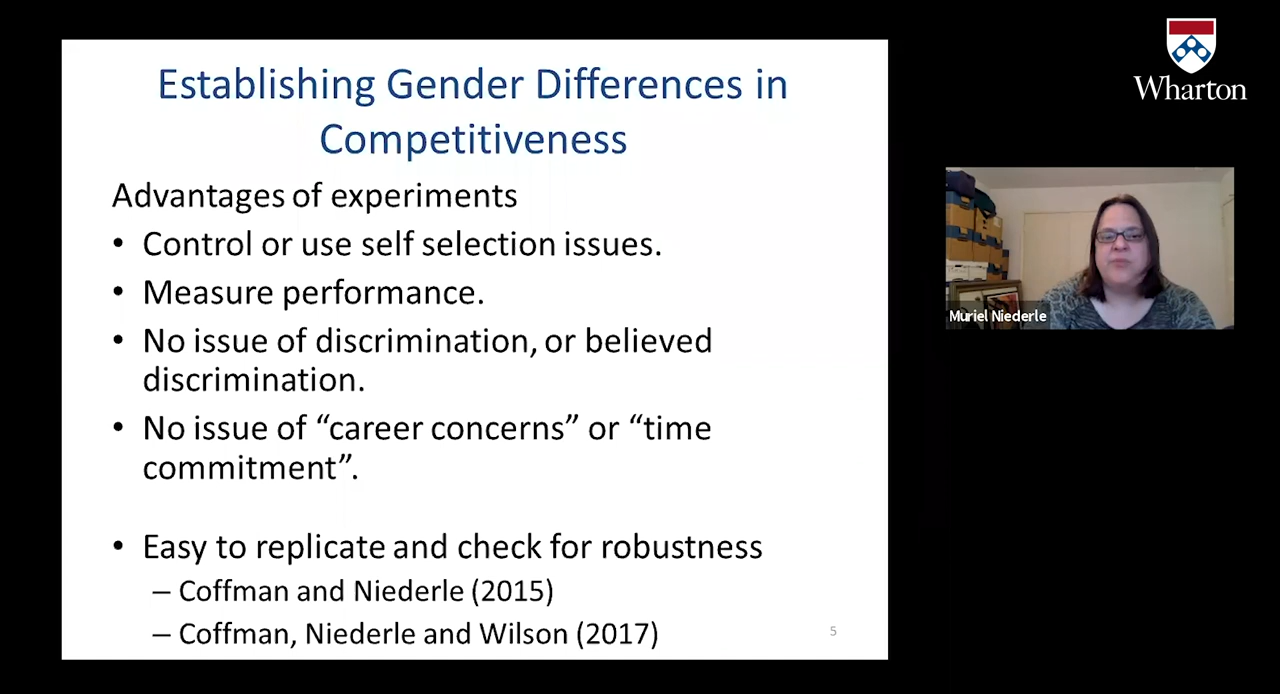 Establishing Gender Differences in
Competitiveness
Advantages of experiments
• Control or use self selection issues.
• Measure performance.
• No issue of discrimination, or believed
discrimination.
• No issue of “career concerns” or “time
commitment”.
• Easy to replicate and check for robustness
– Coffman and Niederle (2015)
– Coffman, Niederle and Wilson (2017)
5
Wharton
Muriel Niederle